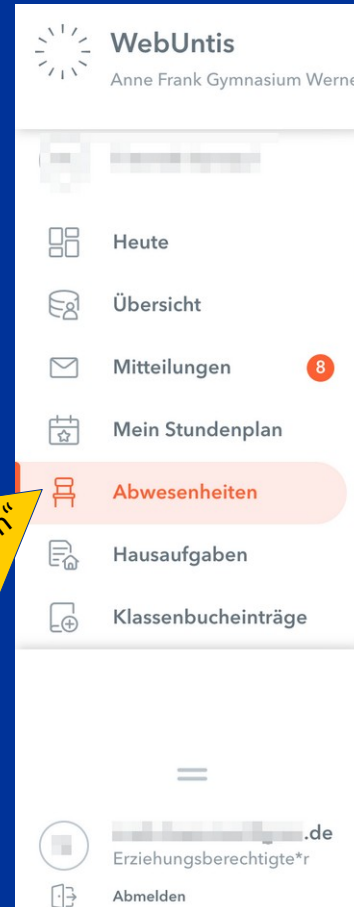 WebUntis
Anne Frank Gymnasium Werne
Heute
Übersicht
Mitteilungen 8
Mein Stundenplan
Abwesenheiten
Hausaufgaben
Klassenbucheinträge
.de
Erziehungsberechtigte*r
Abmelden